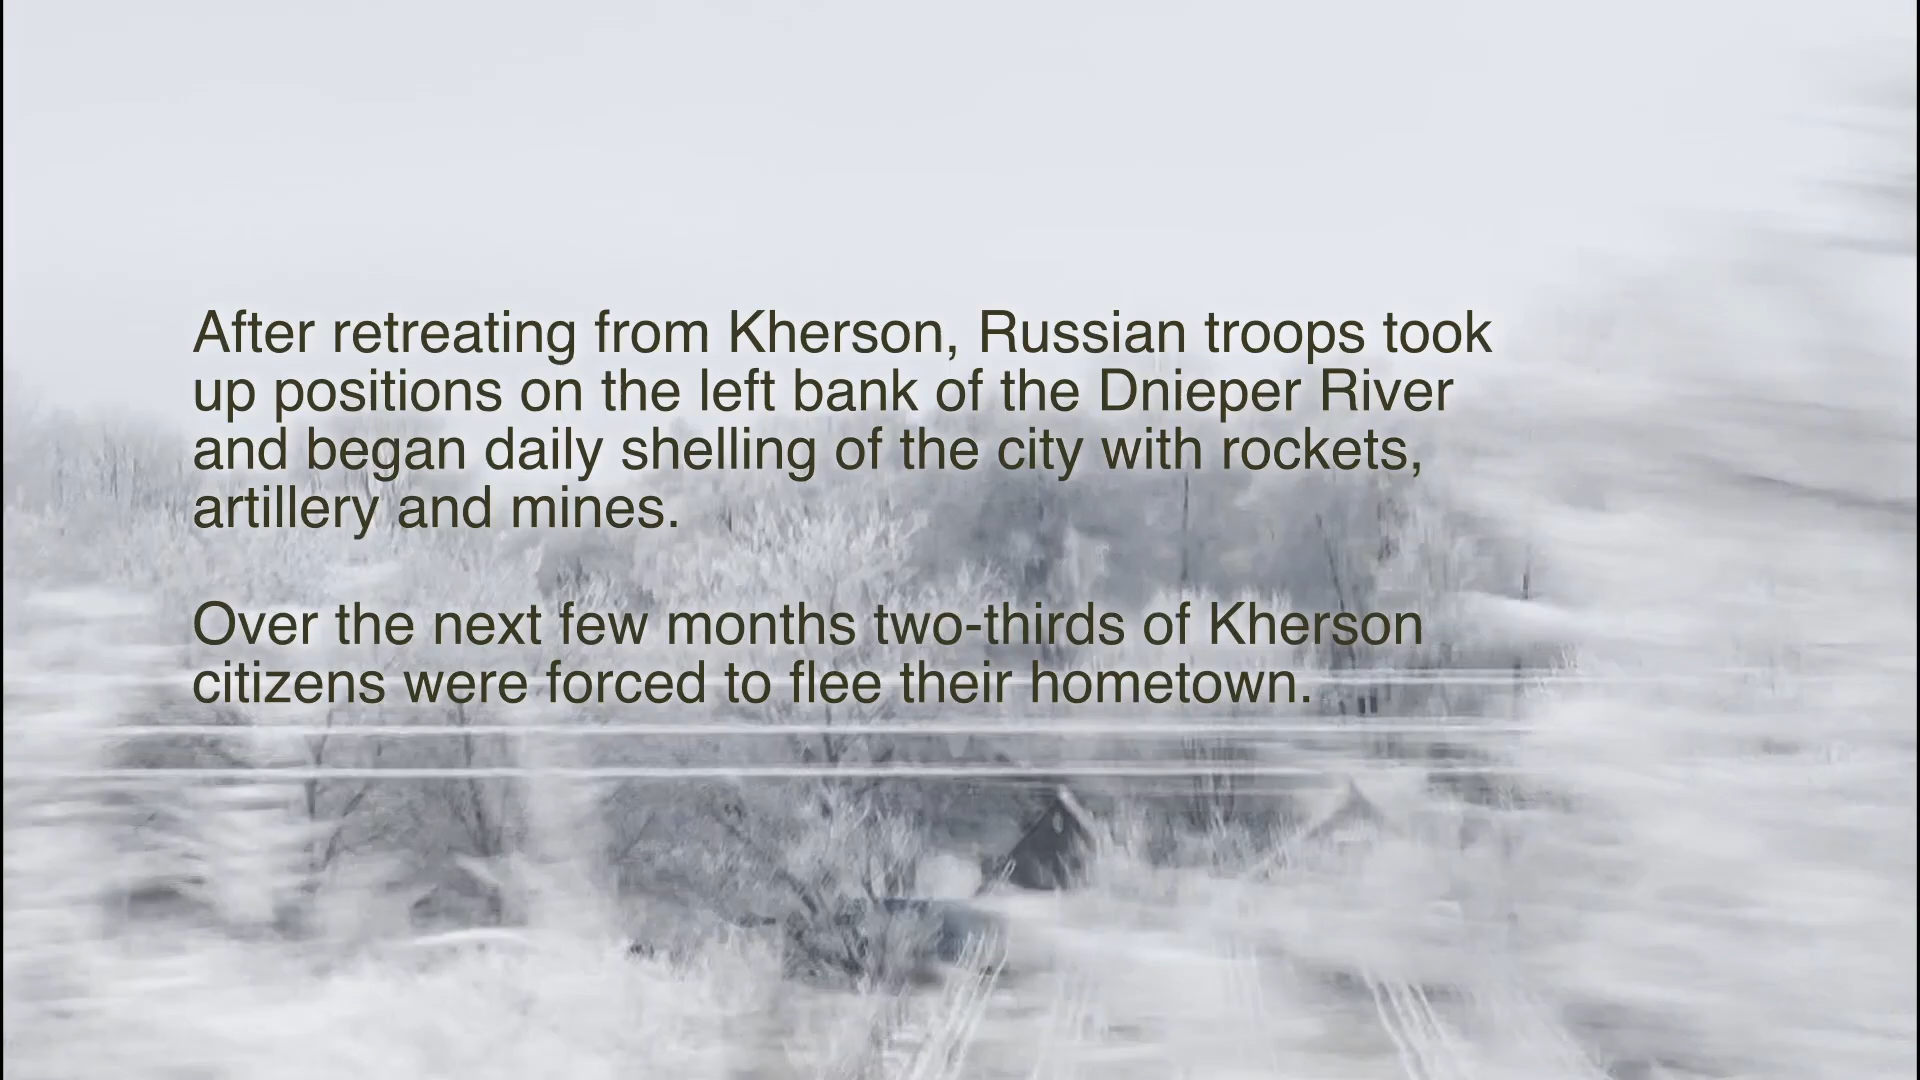 After retreating from Kherson, Russian troops took
up positions on the left bank of the Dnieper River
and began daily shelling of the city with rockets,
artillery and mines.
Over the next few months two-thirds of Kherson
citizens were forced to flee their hometown.